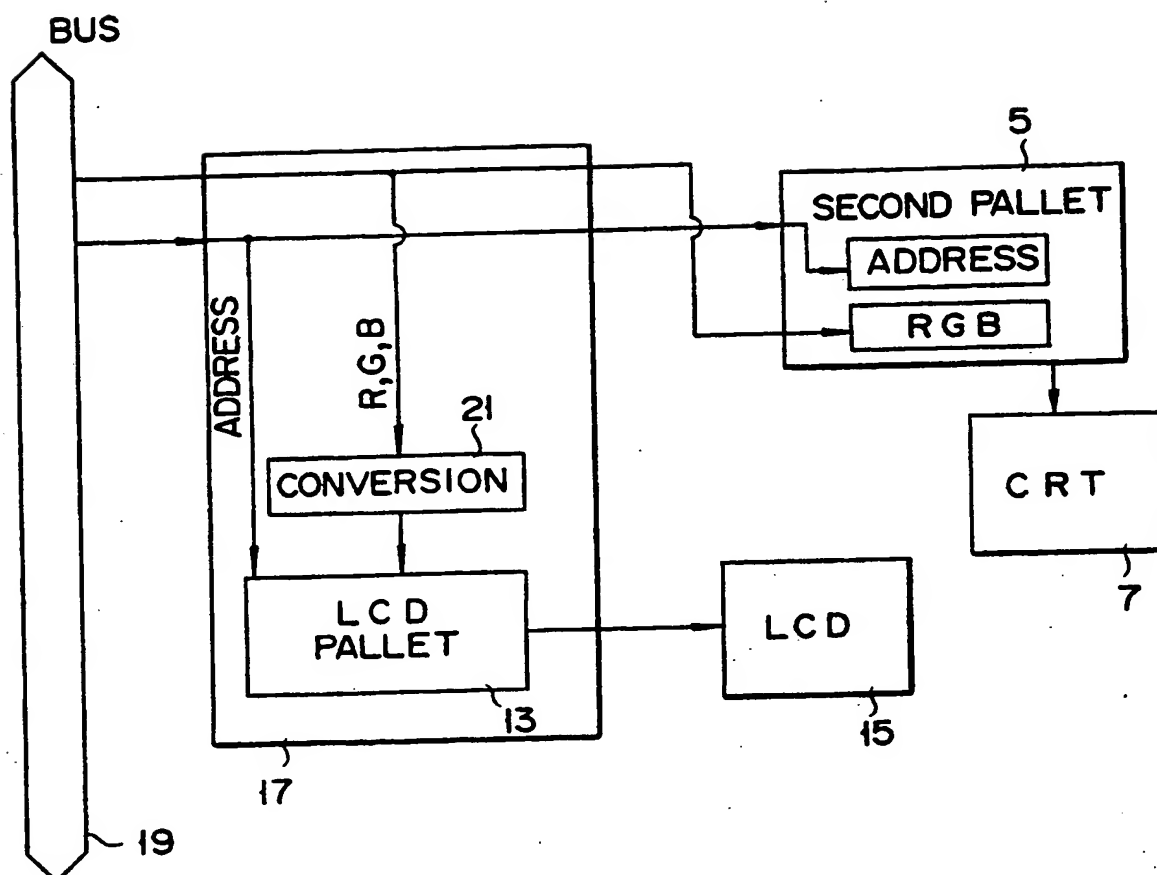 BUS
5
SECOND PALLET
ADDRESS
RGB
ADDRESS
R,G,B
21
CONVERSION
CRT
7
LCD
PALLET
13
LCD
15
17
19